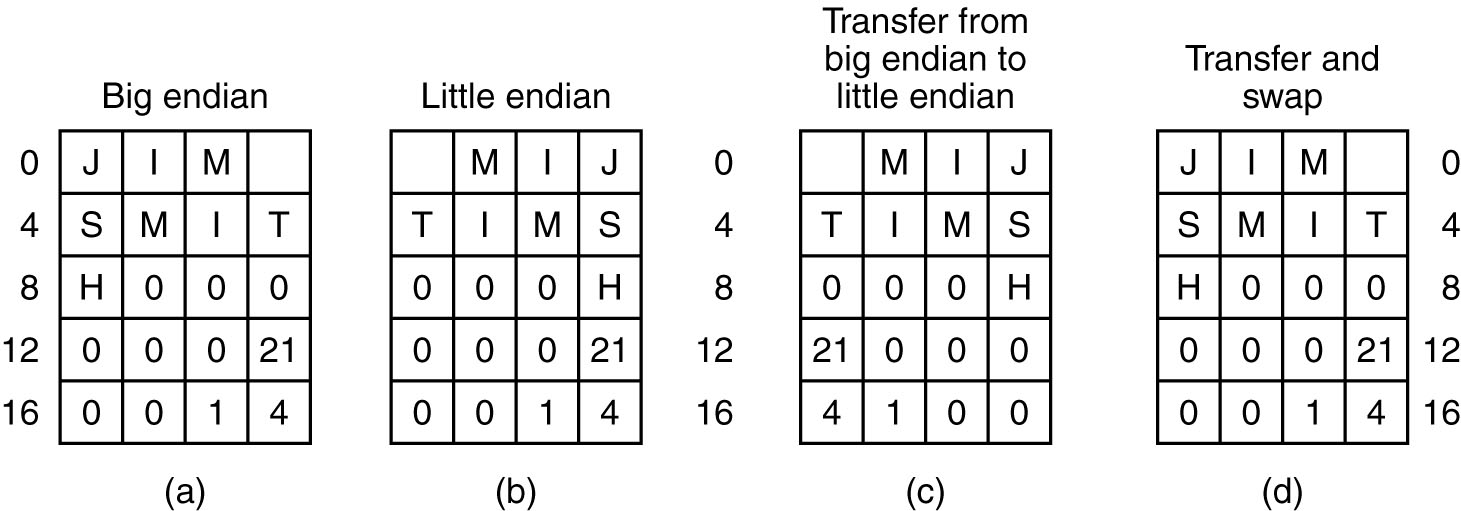 Big endian
0 J I M
4 S M I T
8 H 0 0 0
12 0 0 0 21
16 0 0 1 4
(a)
Little endian
M I J
T I M S
0 0 0 H
0 0 0 21
0 0 1 4
(b)
Transfer from
big endian to
little endian
0 M I J
4 T I M S
8 0 0 0 H
12 21 0 0 0
16 4 1 0 0
(c)
Transfer and
swap
J I M 0
S M I T 4
H 0 0 0 8
0 0 0 21 12
0 0 1 4 16
(d)